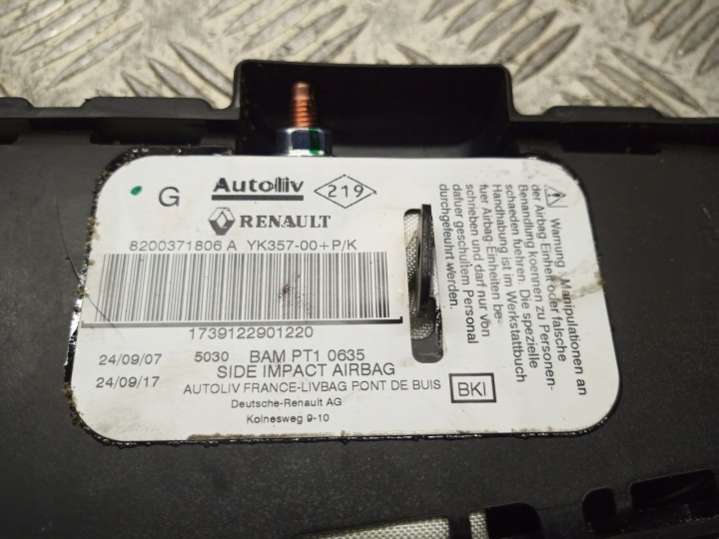 G
Autoliv
219
RENAULT
8200371806 A YK357-00+P/K
1739122901220
24/09/07 5030 BAM PT1 0635
SIDE IMPACT AIRBAG
24/09/17
AUTOLIV FRANCE-LIVBAG PONT DE BUIS
BKI
Deutsche-Renault AG
Kolnesweg 9-10
Warnung : Manipulationen an
der Airbag Einheit oder falsche
Behandlung koennen zu Personen-
schaeden fuehren. Die spezielle
Handhabung ist im Werkstattbuch
fuer Airbag Einheiten be-
schrieben und darf nur von
dafuer geschultem Personal
durchgefeuhrt werden.